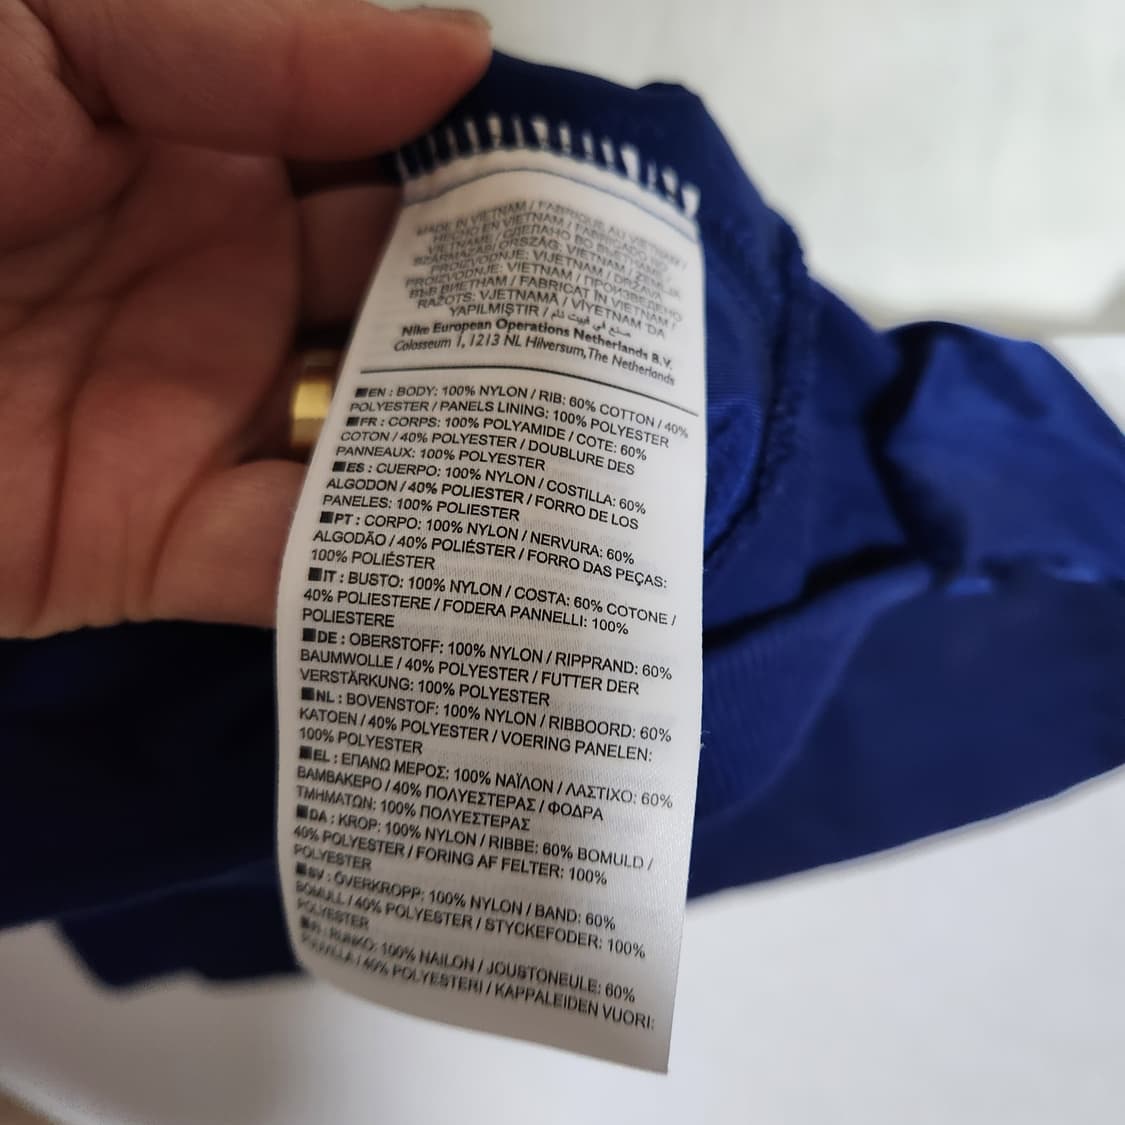 MADE IN VIETNAM / FABRIQUE AU VIETNAM /
HECHO EN VIETNAM / FABRICADO NO
VIETNAME / СДЕЛАНО ВО ВЬЕТНАМЕ
SZÁRMAZÁSI ORSZÁG: VIETNAM / ZEMLJA
PROIZVODNJE: VIJETNAM / DRŽAVA
PROIZVODNJE: VIETNAM / ПРОИЗВЕДЕНО
ВЪВ ВИЕТНАМ / FABRICAT ÎN VIETNAM /
RAŽOTS: VJETNAMĀ / VİYETNAM 'DA
YAPILMIŞTIR / صنع في فييت نام
Nike European Operations Netherlands B.V.
Colosseum 1, 1213 NL Hilversum, The Netherlands
EN : BODY: 100% NYLON / RIB: 60% COTTON / 40%
POLYESTER / PANELS LINING: 100% POLYESTER
FR : CORPS: 100% POLYAMIDE / COTE: 60%
COTON / 40% POLYESTER / DOUBLURE DES
PANNEAUX: 100% POLYESTER
ES : CUERPO: 100% NYLON / COSTILLA: 60%
ALGODON / 40% POLIESTER / FORRO DE LOS
PANELES: 100% POLIESTER
PT : CORPO: 100% NYLON / NERVURA: 60%
ALGODÃO / 40% POLIÉSTER / FORRO DAS PEÇAS:
100% POLIÉSTER
IT : BUSTO: 100% NYLON / COSTA: 60% COTONE /
40% POLIESTERE / FODERA PANNELLI: 100%
POLIESTERE
DE : OBERSTOFF: 100% NYLON / RIPPRAND: 60%
BAUMWOLLE / 40% POLYESTER / FUTTER DER
VERSTÄRKUNG: 100% POLYESTER
NL : BOVENSTOF: 100% NYLON / RIBBOORD: 60%
KATOEN / 40% POLYESTER / VOERING PANELEN:
100% POLYESTER
EL : ΕΠΑΝΩ ΜΕΡΟΣ: 100% ΝΑΪΛΟΝ / ΛΑΣΤΙΧΟ: 60%
ΒΑΜΒΑΚΕΡΟ / 40% ΠΟΛΥΕΣΤΕΡΑΣ / ΦΟΔΡΑ
ΤΜΗΜΑΤΩΝ: 100% ΠΟΛΥΕΣΤΕΡΑΣ
DA : KROP: 100% NYLON / RIBBE: 60% BOMULD /
40% POLYESTER / FORING AF FELTER: 100%
POLYESTER
SV : ÖVERKROPP: 100% NYLON / BAND: 60%
BOMULL / 40% POLYESTER / STYCKEFODER: 100%
POLYESTER
FI : RUNKO: 100% NAILON / JOUSTONEULE: 60%
PUUVILLA / 40% POLYESTERI / KAPPALEIDEN VUORI: